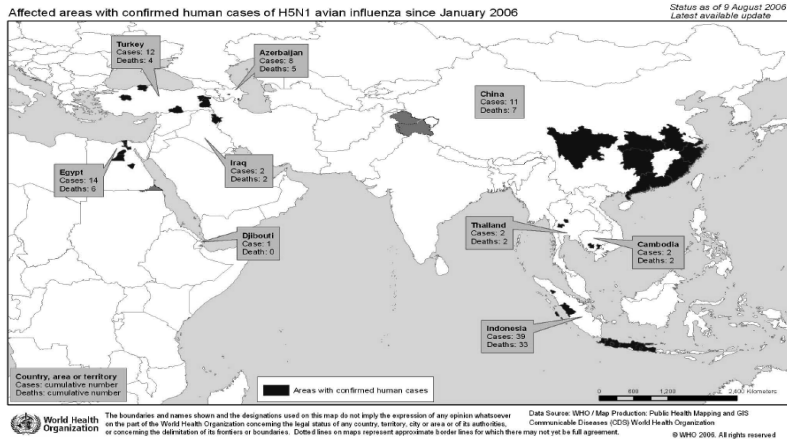 Affected areas with confirmed human cases of H5N1 avian influenza since January 2006
Status as of 9 August 2006
Latest available update
Turkey
Cases: 12
Deaths: 4
Azerbaijan
Cases: 8
Deaths: 5
China
Cases: 11
Deaths: 7
Egypt
Cases: 14
Deaths: 6
Iraq
Cases: 2
Deaths: 2
Djibouti
Case: 1
Death: 0
Thailand
Cases: 2
Deaths: 2
Cambodia
Cases: 2
Deaths: 2
Indonesia
Cases: 39
Deaths: 33
Country, area or territory
Cases: cumulative number
Deaths: cumulative number
Areas with confirmed human cases
0 600 1,200 2,400 Kilometers
World Health
Organization
The boundaries and names shown and the designations used on this map do not imply the expression of any opinion whatsoever
on the part of the World Health Organization concerning the legal status of any country, territory, city or area or of its authorities,
or concerning the delimitation of its frontiers or boundaries. Dotted lines on maps represent approximate border lines for which there may not yet be full agreement.
Data Source: WHO / Map Production: Public Health Mapping and GIS
Communicable Diseases (CDS) World Health Organization
© WHO 2006. All rights reserved